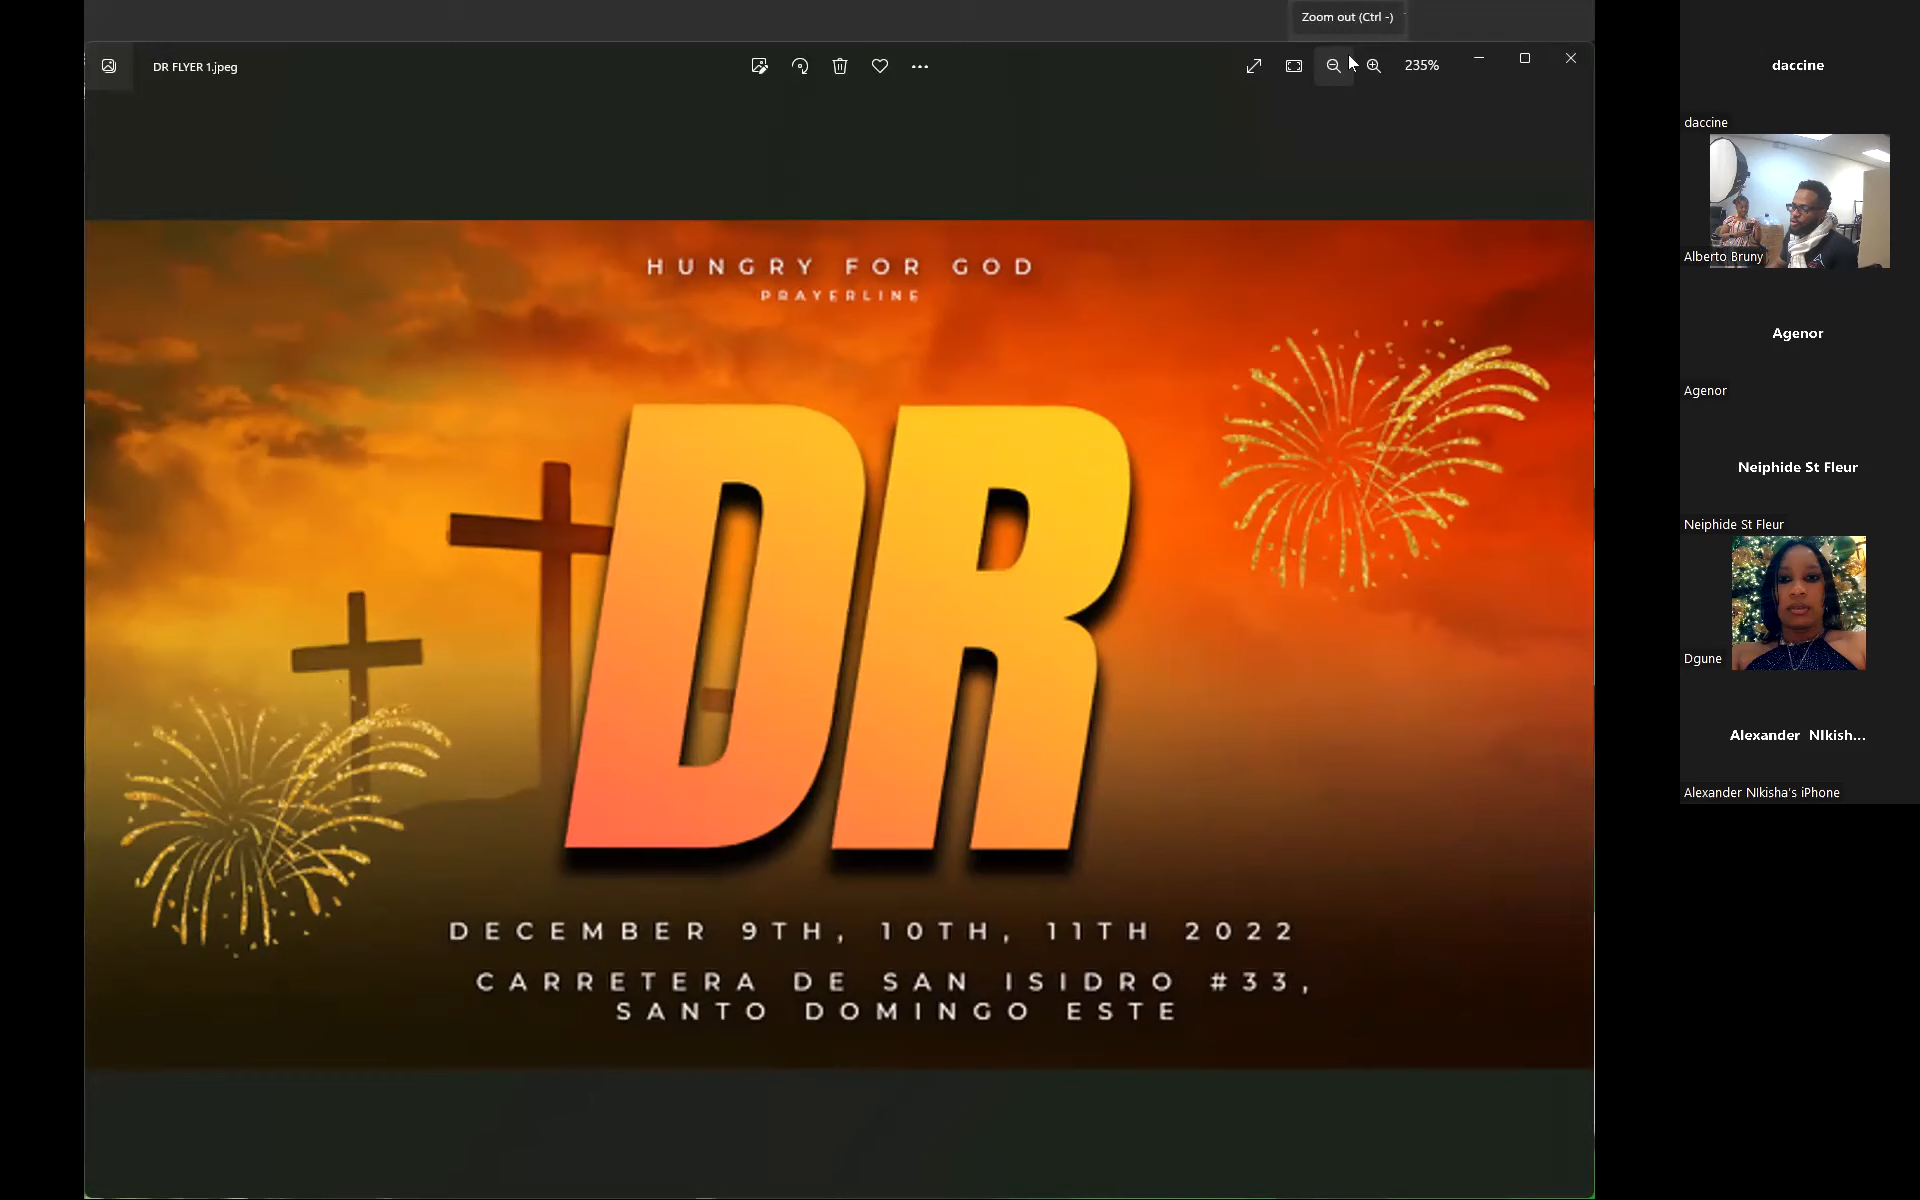 Zoom out (Ctrl -)
DR FLYER 1.jpeg
235%
HUNGRY FOR GOD
PRAYERLINE
DR
DECEMBER 9TH, 10TH, 11TH 2022
CARRETERA DE SAN ISIDRO #33,
SANTO DOMINGO ESTE
daccine
daccine
Alberto Bruny
Agenor
Agenor
Neiphide St Fleur
Neiphide St Fleur
Dgune
Alexander NIkish...
Alexander NIkisha's iPhone